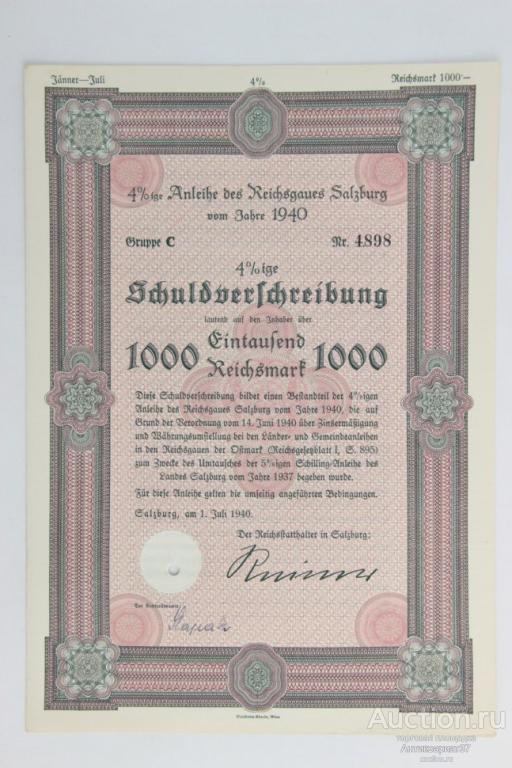 Jänner—Juli 4% Reichsmark 1000·—
4%ige Anleihe des Reichsgaues Salzburg
vom Jahre 1940
Gruppe C Nr. 4898
4%ige
Schuldverschreibung
lautend auf den Inhaber über
1000 Eintausend 1000
Reichsmark
Diese Schuldverschreibung bildet einen Bestandteil der 4%igen
Anleihe des Reichsgaues Salzburg vom Jahre 1940, die auf
Grund der Verordnung vom 14. Juni 1940 über Zinsermäßigung
und Währungsumstellung bei den Länder- und Gemeindeanleihen
in den Reichsgauen der Ostmark (Reichsgesetzblatt I, S. 895)
zum Zwecke des Umtausches der 5%igen Schilling-Anleihe des
Landes Salzburg vom Jahre 1937 begeben wurde.
Für diese Anleihe gelten die umseitig angeführten Bedingungen.
Salzburg, am 1. Juli 1940.
Der Reichsstatthalter in Salzburg:
Auction.ru
торговая площадка
Антиквариат37